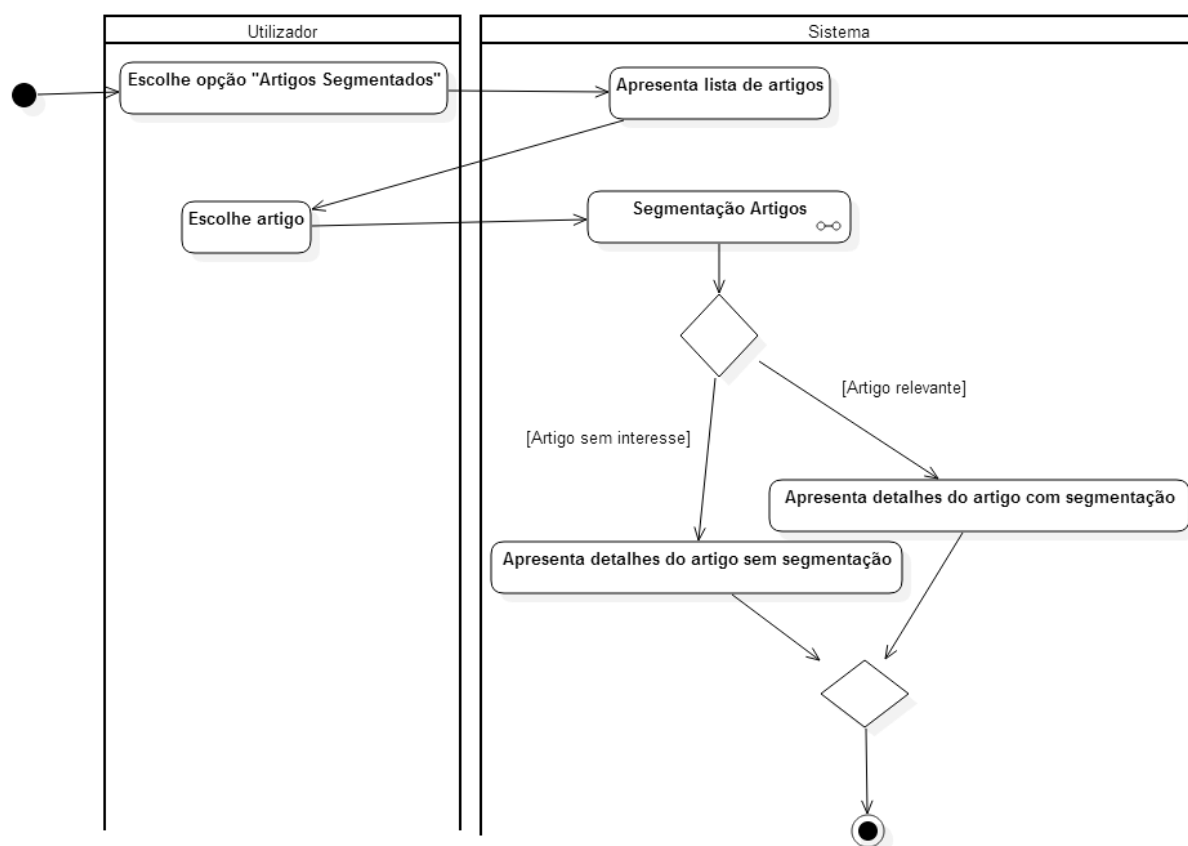 Utilizador
Sistema
Escolhe opção "Artigos Segmentados"
Apresenta lista de artigos
Escolhe artigo
Segmentação Artigos
[Artigo relevante]
[Artigo sem interesse]
Apresenta detalhes do artigo com segmentação
Apresenta detalhes do artigo sem segmentação